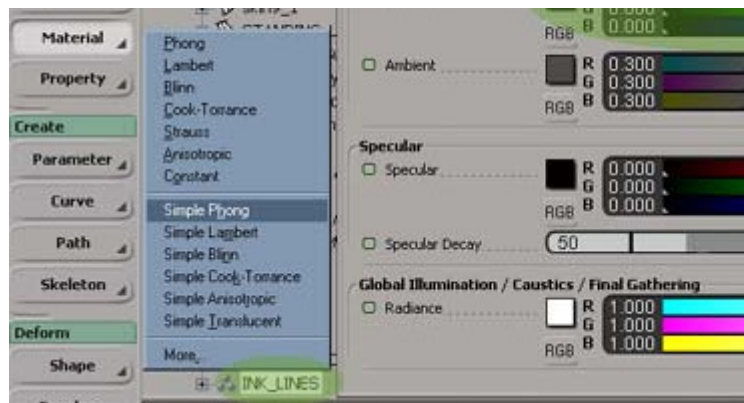 Material
Property
Create
Parameter
Curve
Path
Skeleton
Deform
Shape
Phong
Lambert
Blinn
Cook-Torrance
Strauss
Anisotropic
Constant
Simple Phong
Simple Lambert
Simple Blinn
Simple Cook-Torrance
Simple Anisotropic
Simple Translucent
More...
INK_LINES
RGB B 0.000
Ambient R 0.300
G 0.300
RGB B 0.300
Specular
Specular R 0.000
G 0.000
RGB B 0.000
Specular Decay 50
Global Illumination / Caustics / Final Gathering
Radiance R 1.000
G 1.000
RGB B 1.000